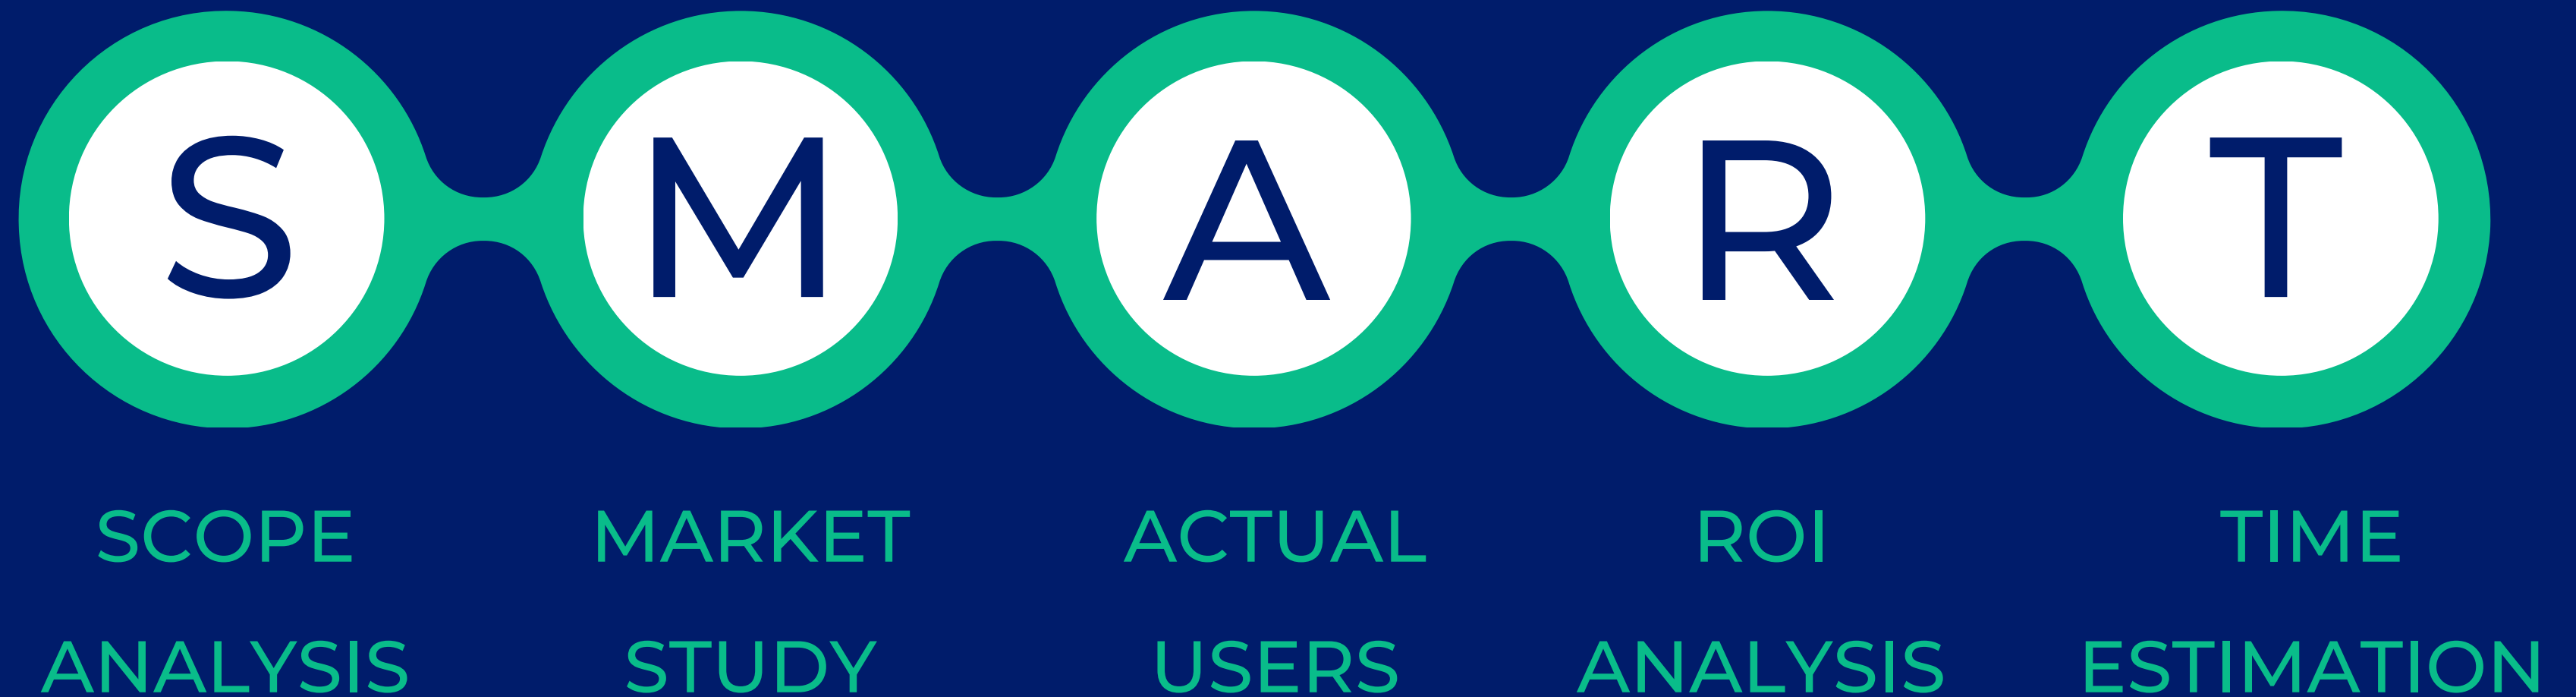 S M A R T
SCOPE MARKET ACTUAL ROI TIME
ANALYSIS STUDY USERS ANALYSIS ESTIMATION